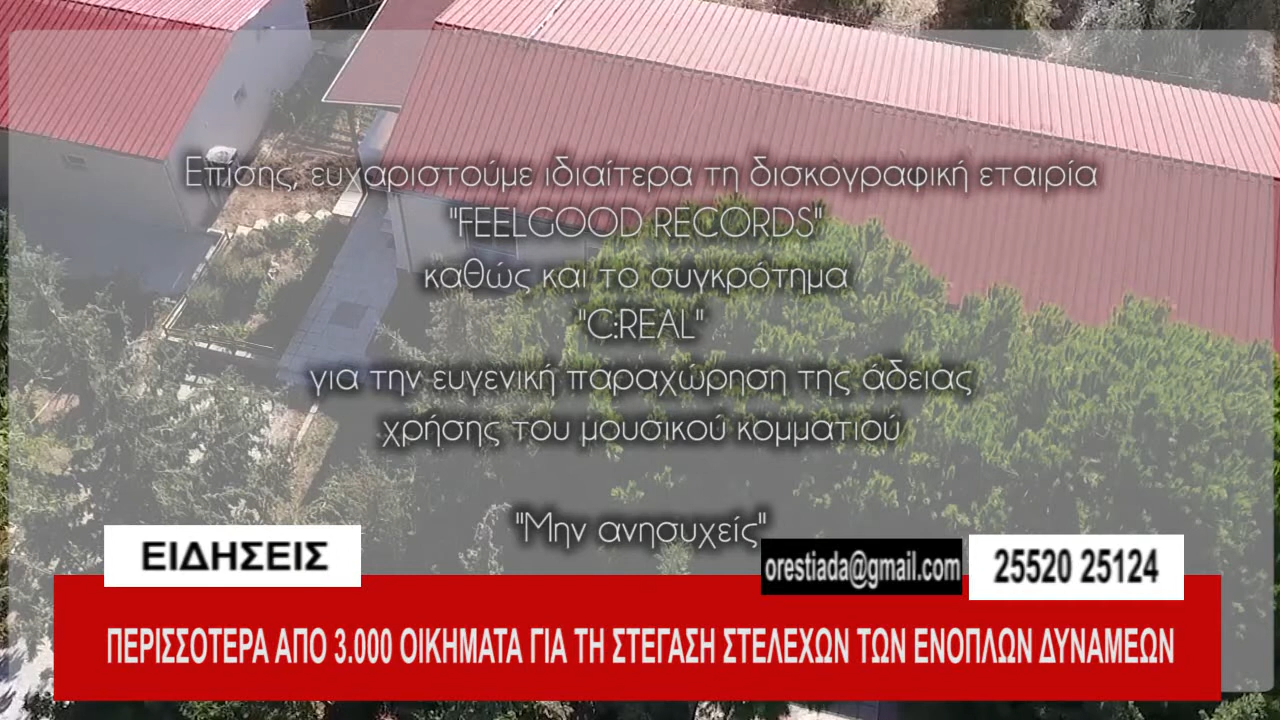 Επίσης, ευχαριστούμε ιδιαίτερα τη δισκογραφική εταιρία
"FEELGOOD RECORDS"
καθώς και το συγκρότημα
"C:REAL"
για την ευγενική παραχώρηση της άδειας
χρήσης του μουσικού κομματιού
"Μην ανησυχείς"
ΕΙΔΗΣΕΙΣ
orestiada@gmail.com
25520 25124
ΠΕΡΙΣΣΟΤΕΡΑ ΑΠΟ 3.000 ΟΙΚΗΜΑΤΑ ΓΙΑ ΤΗ ΣΤΕΓΑΣΗ ΣΤΕΛΕΧΩΝ ΤΩΝ ΕΝΟΠΛΩΝ ΔΥΝΑΜΕΩΝ